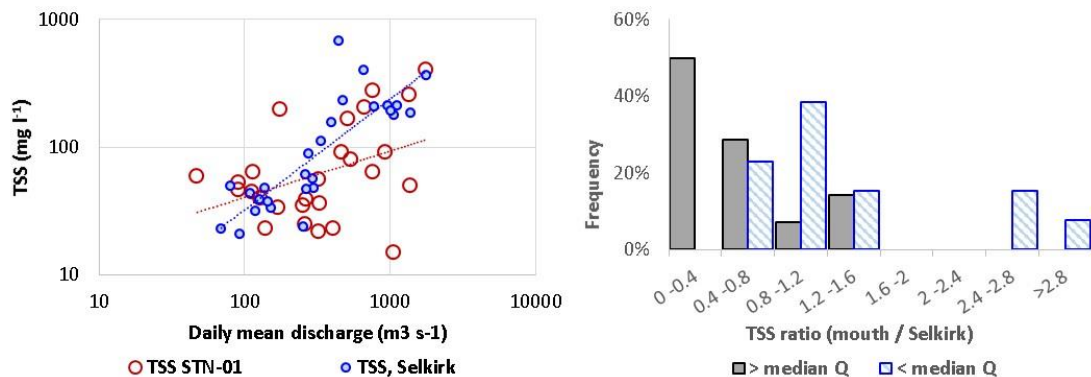 1000
100
10
TSS (mg l⁻¹)
10 100 1000 10000
Daily mean discharge (m3 s-1)
TSS STN-01 TSS, Selkirk
60%
40%
20%
0%
Frequency
0 -0.4 0.4 -0.8 0.8 -1.2 1.2 -1.6 1.6 -2 2 -2.4 2.4 -2.8 >2.8
TSS ratio (mouth / Selkirk)
> median Q < median Q